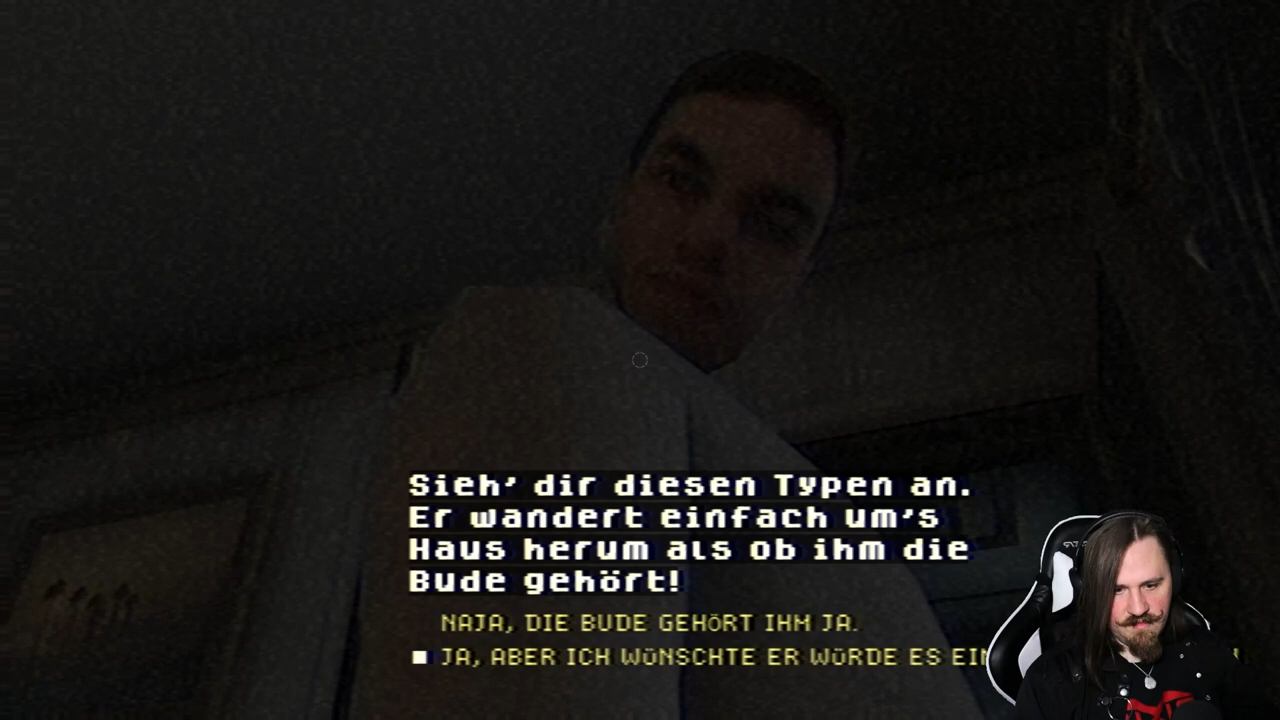 Sieh' dir diesen Typen an.
Er wandert einfach um's
Haus herum als ob ihm die
Bude gehört!
NAJA, DIE BUDE GEHÖRT IHM JA.
JA, ABER ICH WÜNSCHTE ER WÜRDE ES